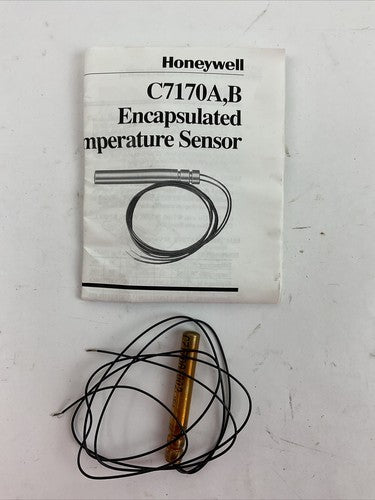 Honeywell
C7170A,B
Encapsulated
mperature Sensor